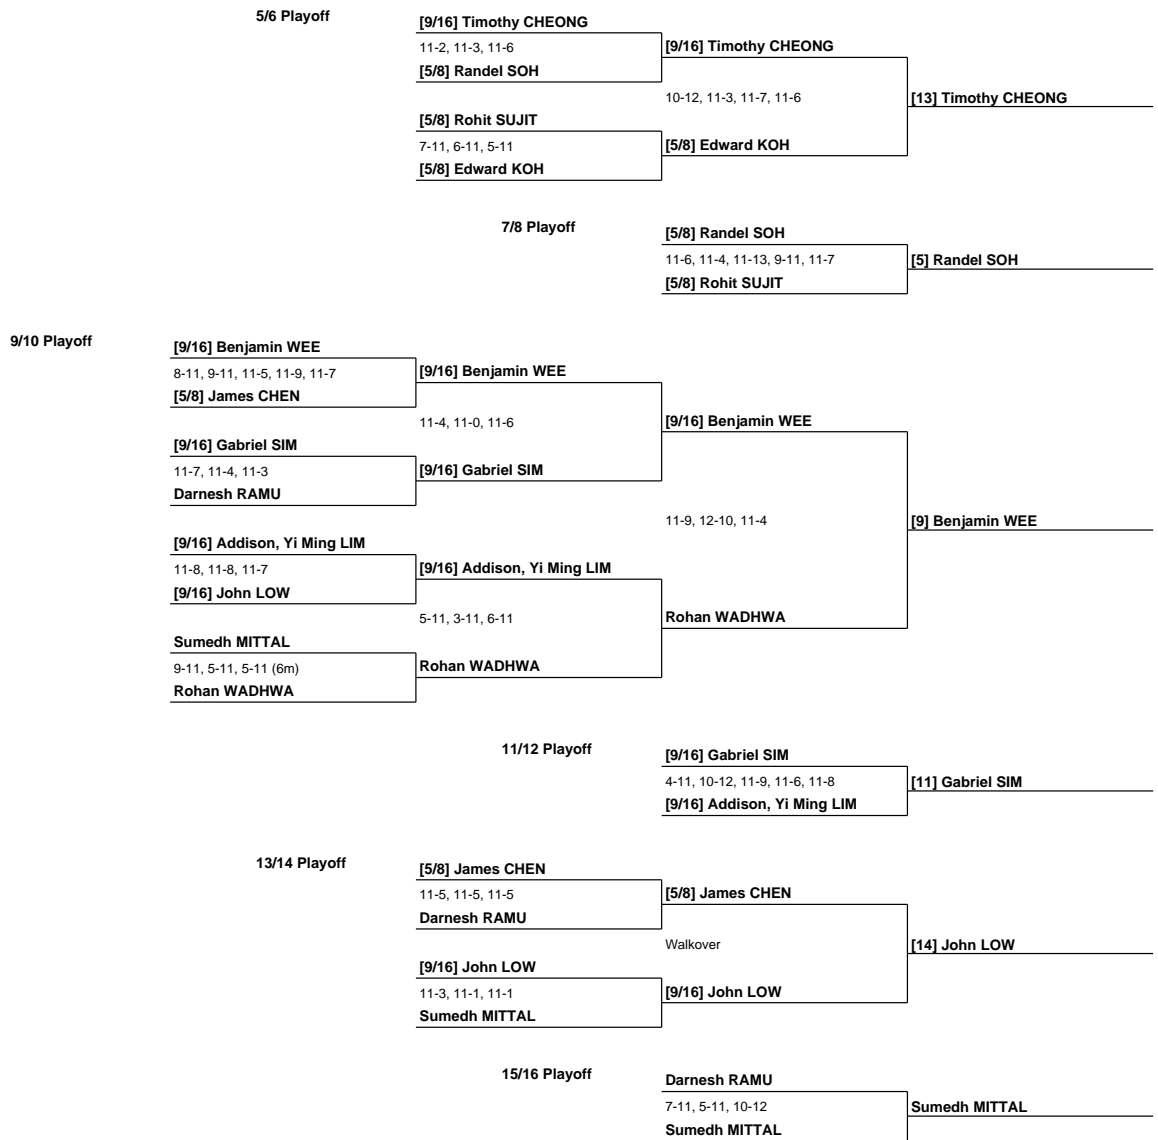 5/6 Playoff
[9/16] Timothy CHEONG
11-2, 11-3, 11-6
[5/8] Randel SOH
[9/16] Timothy CHEONG
10-12, 11-3, 11-7, 11-6
[13] Timothy CHEONG
[5/8] Rohit SUJIT
7-11, 6-11, 5-11
[5/8] Edward KOH
[5/8] Edward KOH
7/8 Playoff
[5/8] Randel SOH
11-6, 11-4, 11-13, 9-11, 11-7
[5/8] Rohit SUJIT
[5] Randel SOH
9/10 Playoff
[9/16] Benjamin WEE
8-11, 9-11, 11-5, 11-9, 11-7
[5/8] James CHEN
[9/16] Benjamin WEE
11-4, 11-0, 11-6
[9/16] Benjamin WEE
[9/16] Gabriel SIM
11-7, 11-4, 11-3
Darnesh RAMU
[9/16] Gabriel SIM
11-9, 12-10, 11-4
[9] Benjamin WEE
[9/16] Addison, Yi Ming LIM
11-8, 11-8, 11-7
[9/16] John LOW
[9/16] Addison, Yi Ming LIM
5-11, 3-11, 6-11
Rohan WADHWA
Sumedh MITTAL
9-11, 5-11, 5-11 (6m)
Rohan WADHWA
Rohan WADHWA
11/12 Playoff
[9/16] Gabriel SIM
4-11, 10-12, 11-9, 11-6, 11-8
[9/16] Addison, Yi Ming LIM
[11] Gabriel SIM
13/14 Playoff
[5/8] James CHEN
11-5, 11-5, 11-5
Darnesh RAMU
[5/8] James CHEN
Walkover
[14] John LOW
[9/16] John LOW
11-3, 11-1, 11-1
Sumedh MITTAL
[9/16] John LOW
15/16 Playoff
Darnesh RAMU
7-11, 5-11, 10-12
Sumedh MITTAL
Sumedh MITTAL